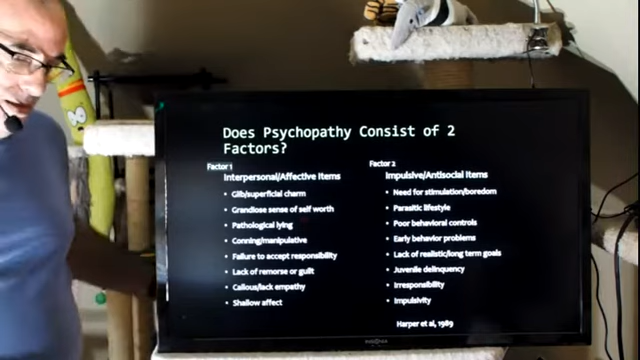 Does Psychopathy Consist of 2
Factors?
Factor 1
Interpersonal/Affective Items
• Glib/superficial charm
• Grandiose sense of self worth
• Pathological lying
• Conning/manipulative
• Failure to accept responsibility
• Lack of remorse or guilt
• Callous/lack empathy
• Shallow affect
Factor 2
Impulsive/Antisocial Items
• Need for stimulation/boredom
• Parasitic lifestyle
• Poor behavioral controls
• Early behavior problems
• Lack of realistic/long term goals
• Juvenile delinquency
• Irresponsibility
• Impulsivity
Harper et al, 1989
INSIGNIA